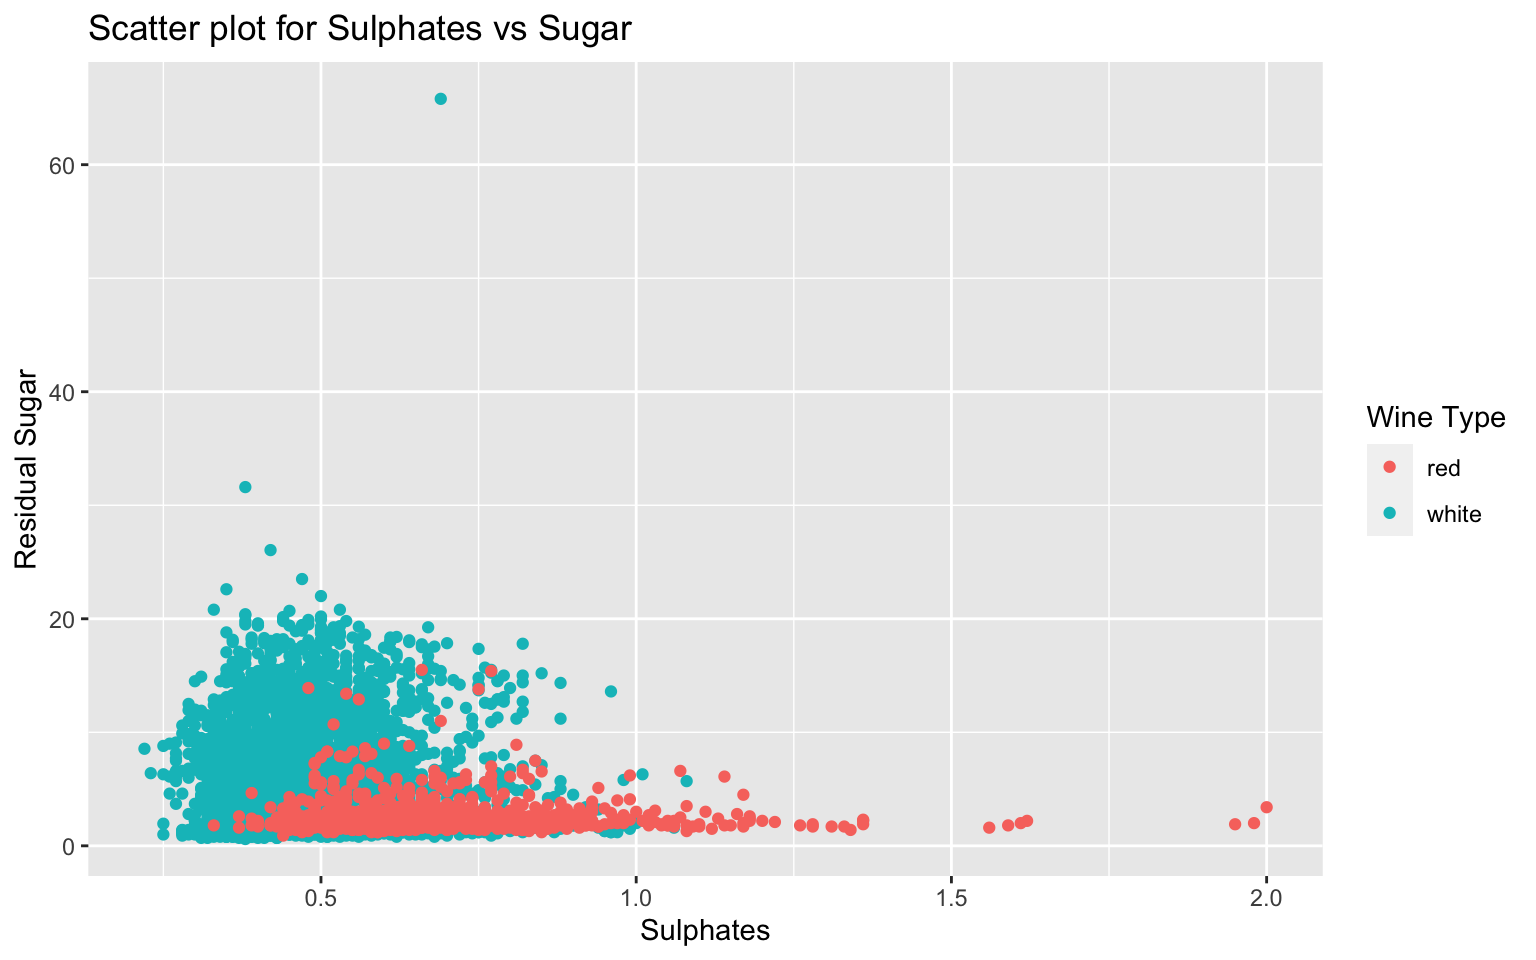 Scatter plot for Sulphates vs Sugar
60
40
20
0
Residual Sugar
0.5 1.0 1.5 2.0
Sulphates
Wine Type
red
white